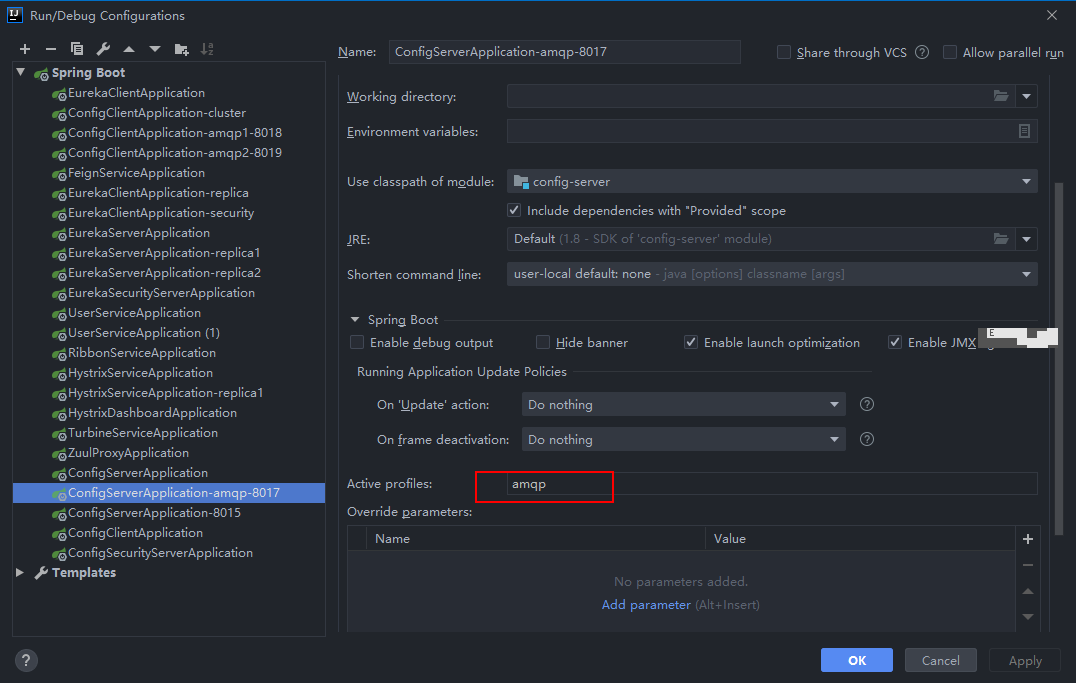 Run/Debug Configurations
Name: ConfigServerApplication-amqp-8017
Share through VCS ?
Allow parallel run
Spring Boot
EurekaClientApplication
ConfigClientApplication-cluster
ConfigClientApplication-amqp1-8018
ConfigClientApplication-amqp2-8019
FeignServiceApplication
EurekaClientApplication-replica
EurekaClientApplication-security
EurekaServerApplication
EurekaServerApplication-replica1
EurekaServerApplication-replica2
EurekaSecurityServerApplication
UserServiceApplication
UserServiceApplication (1)
RibbonServiceApplication
HystrixServiceApplication
HystrixServiceApplication-replica1
HystrixDashboardApplication
TurbineServiceApplication
ZuulProxyApplication
ConfigServerApplication
ConfigServerApplication-amqp-8017
ConfigServerApplication-8015
ConfigClientApplication
ConfigSecurityServerApplication
Templates
Working directory:
Environment variables:
Use classpath of module: config-server
Include dependencies with "Provided" scope
JRE: Default (1.8 - SDK of 'config-server' module)
Shorten command line: user-local default: none - java [options] classname [args]
Spring Boot
Enable debug output
Hide banner
Enable launch optimization
Enable JMX
E
Running Application Update Policies
On 'Update' action: Do nothing ?
On frame deactivation: Do nothing ?
Active profiles: amqp
Override parameters:
Name Value
No parameters added.
Add parameter (Alt+Insert)
?
OK
Cancel
Apply